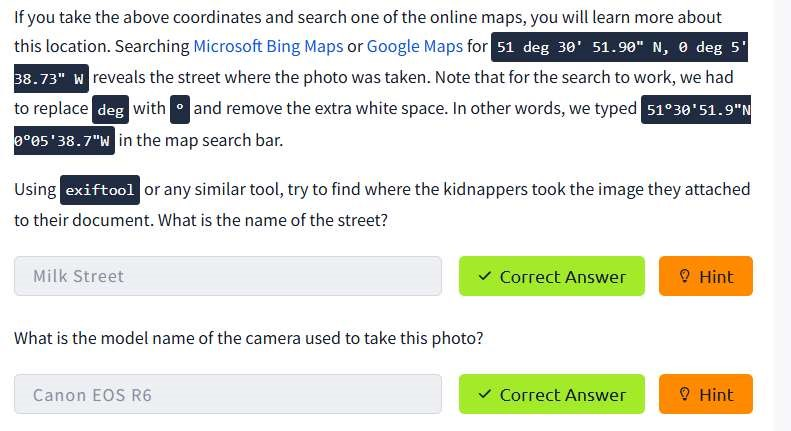 If you take the above coordinates and search one of the online maps, you will learn more about
this location. Searching Microsoft Bing Maps or Google Maps for 51 deg 30' 51.90" N, 0 deg 5'
38.73" W reveals the street where the photo was taken. Note that for the search to work, we had
to replace deg with ° and remove the extra white space. In other words, we typed 51°30'51.9"N
0°05'38.7"W in the map search bar.
Using exiftool or any similar tool, try to find where the kidnappers took the image they attached
to their document. What is the name of the street?
Milk Street Correct Answer Hint
What is the model name of the camera used to take this photo?
Canon EOS R6 Correct Answer Hint